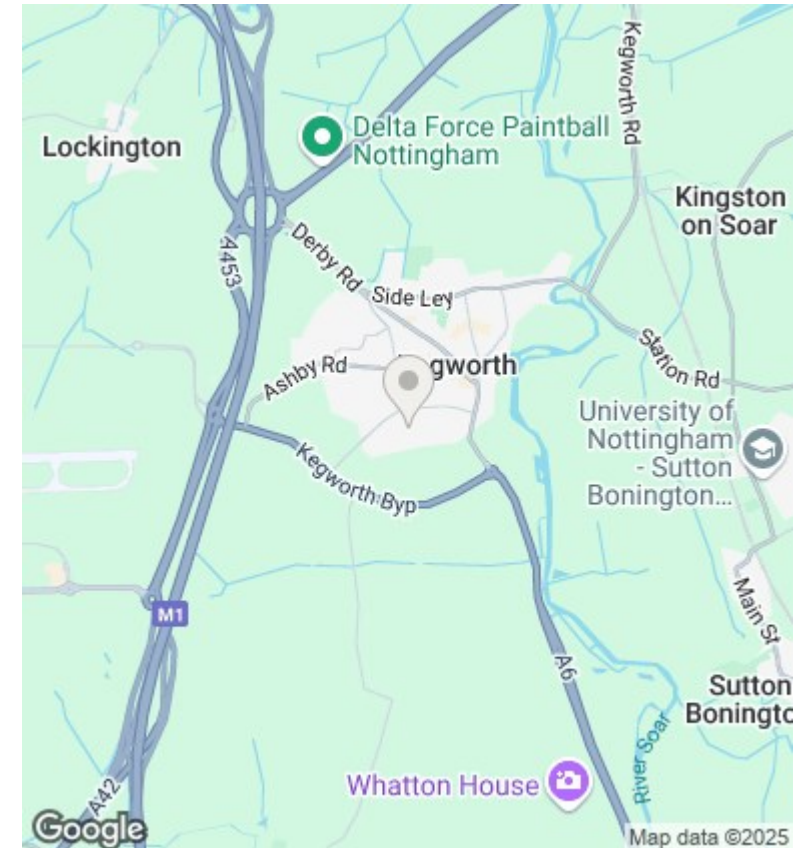 Kegworth Rd
Delta Force Paintball
Nottingham
Lockington
Kingston
on Soar
A453
Derby Rd
Side Ley
Ashby Rd
gworth
Station Rd
University of
Nottingham
- Sutton
Bonington...
Kegworth Byp
M1
Main St
A6
Sutton
Boningto
River Soar
Whatton House
A42
Google
Map data ©2025